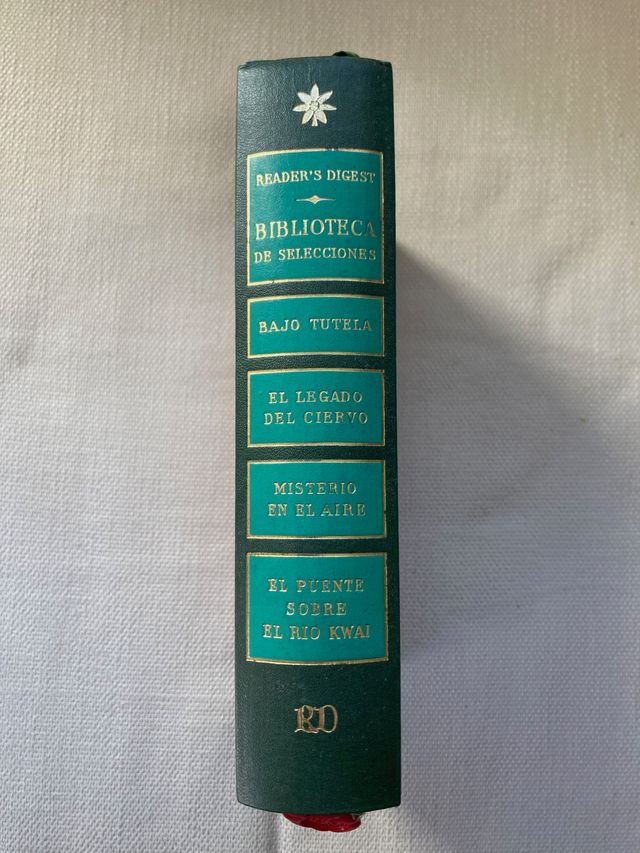 READER'S DIGEST
BIBLIOTECA
DE SELECCIONES
BAJO TUTELA
EL LEGADO
DEL CIERVO
MISTERIO
EN EL AIRE
EL PUENTE
SOBRE
EL RIO KWAI
RD